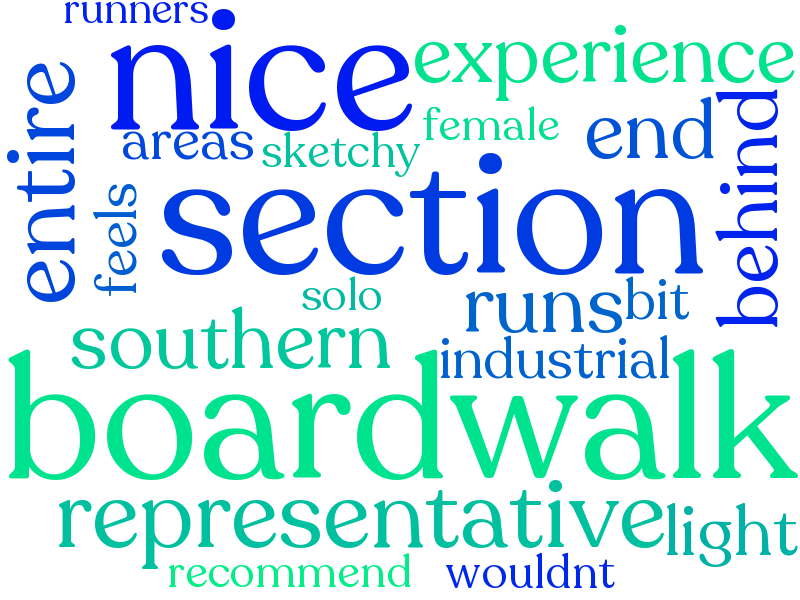 runners
nice
experience
entire
areas
sketchy
female
end
behind
feels
section
solo
runs
bit
southern
industrial
boardwalk
representative
light
recommend
wouldnt